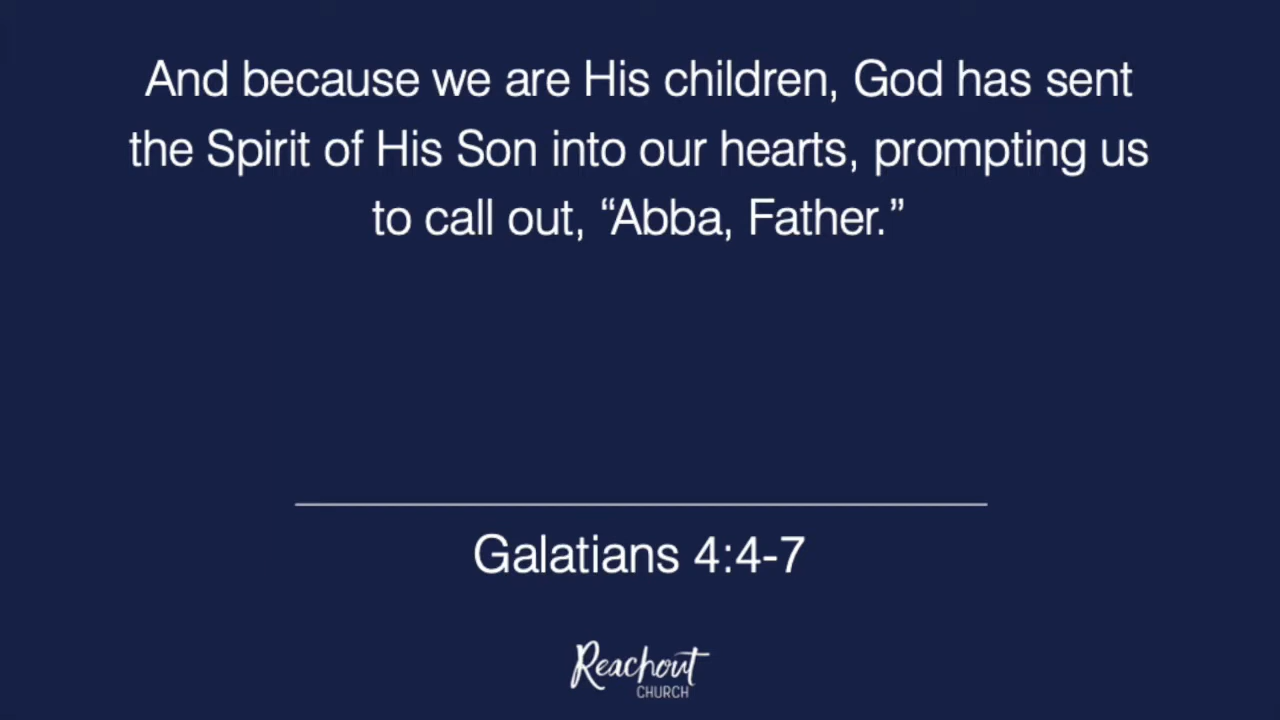 And because we are His children, God has sent
the Spirit of His Son into our hearts, prompting us
to call out, “Abba, Father.”
Galatians 4:4-7
Reachout
CHURCH